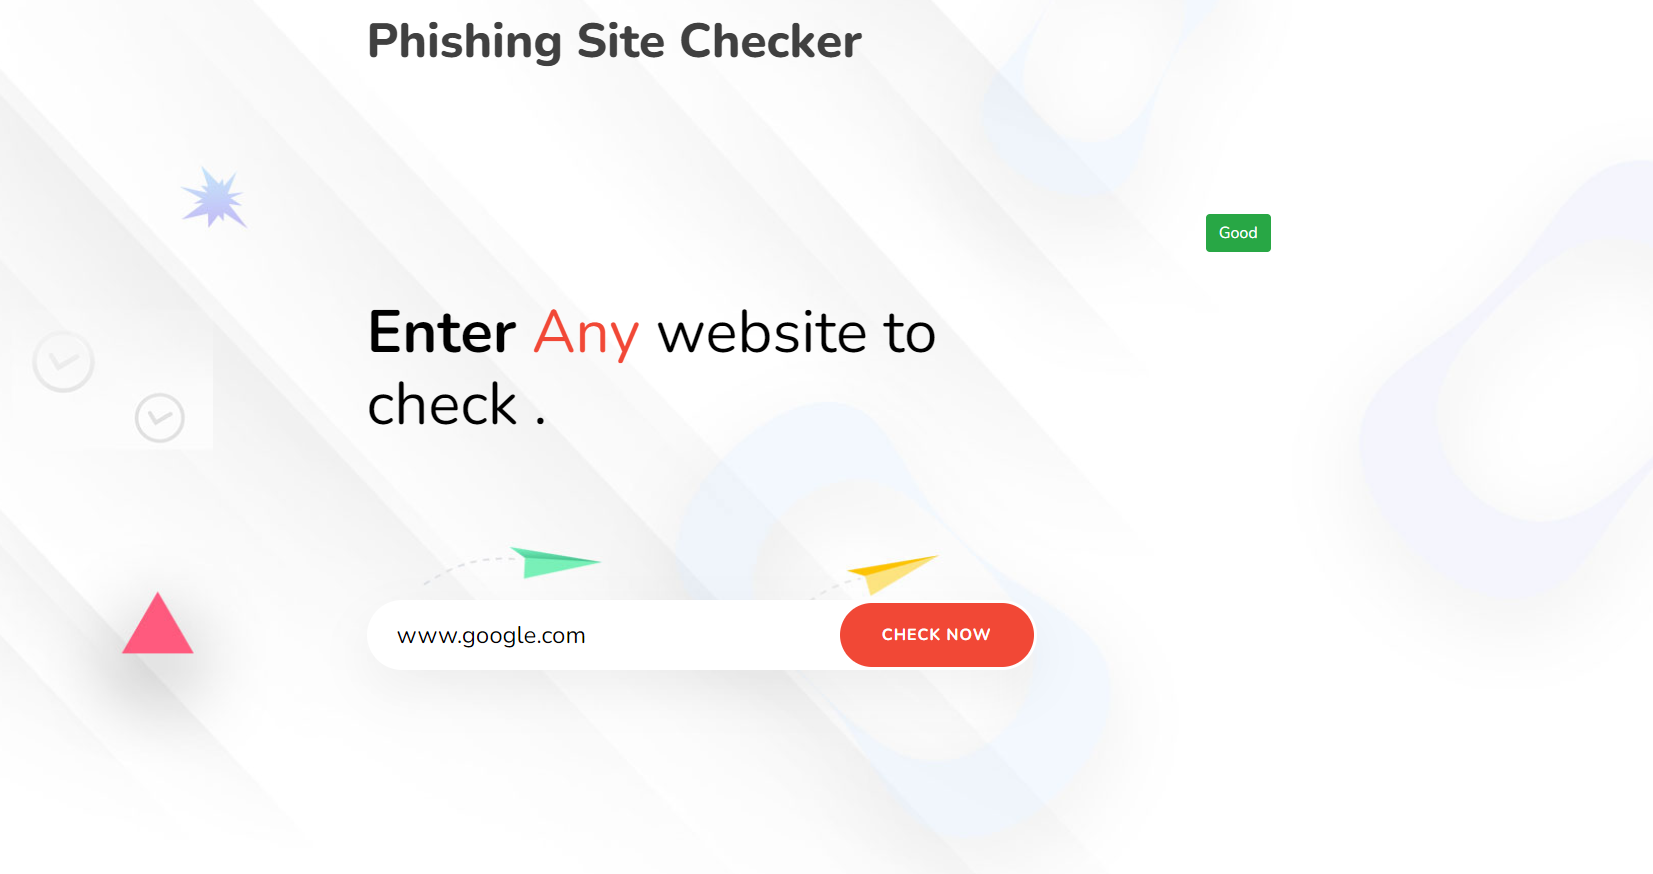 Phishing Site Checker
Good
Enter Any website to
check .
www.google.com
CHECK NOW